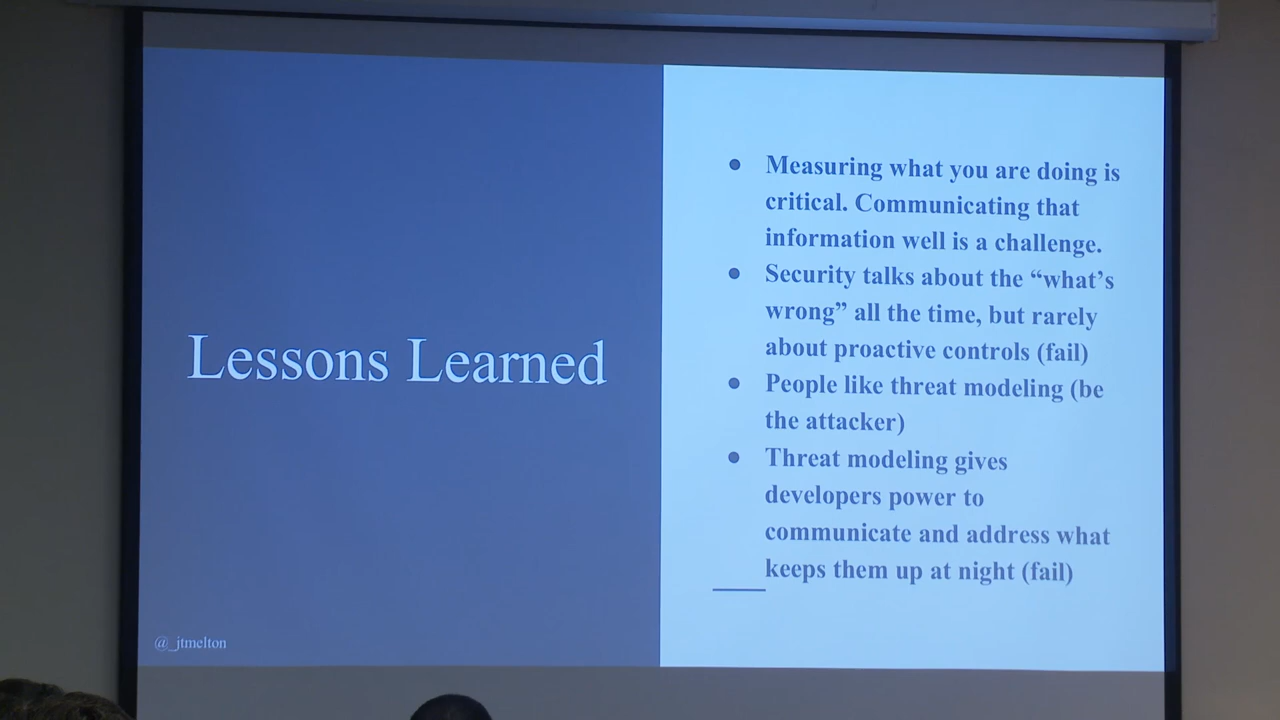 Lessons Learned
@_jtmelton
● Measuring what you are doing is
critical. Communicating that
information well is a challenge.
● Security talks about the “what’s
wrong” all the time, but rarely
about proactive controls (fail)
● People like threat modeling (be
the attacker)
● Threat modeling gives
developers power to
communicate and address what
keeps them up at night (fail)